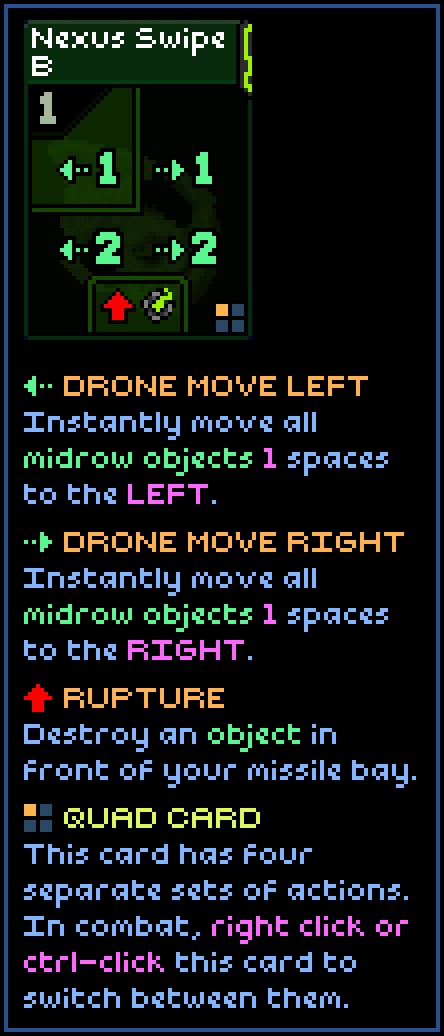 Nexus Swipe
B
1
1 1
2 2
DRONE MOVE LEFT
Instantly move all
midrow objects 1 spaces
to the LEFT.
DRONE MOVE RIGHT
Instantly move all
midrow objects 1 spaces
to the RIGHT.
RUPTURE
Destroy an object in
front of your missile bay.
QUAD CARD
This card has four
separate sets of actions.
In combat, right click or
ctrl-click this card to
switch between them.